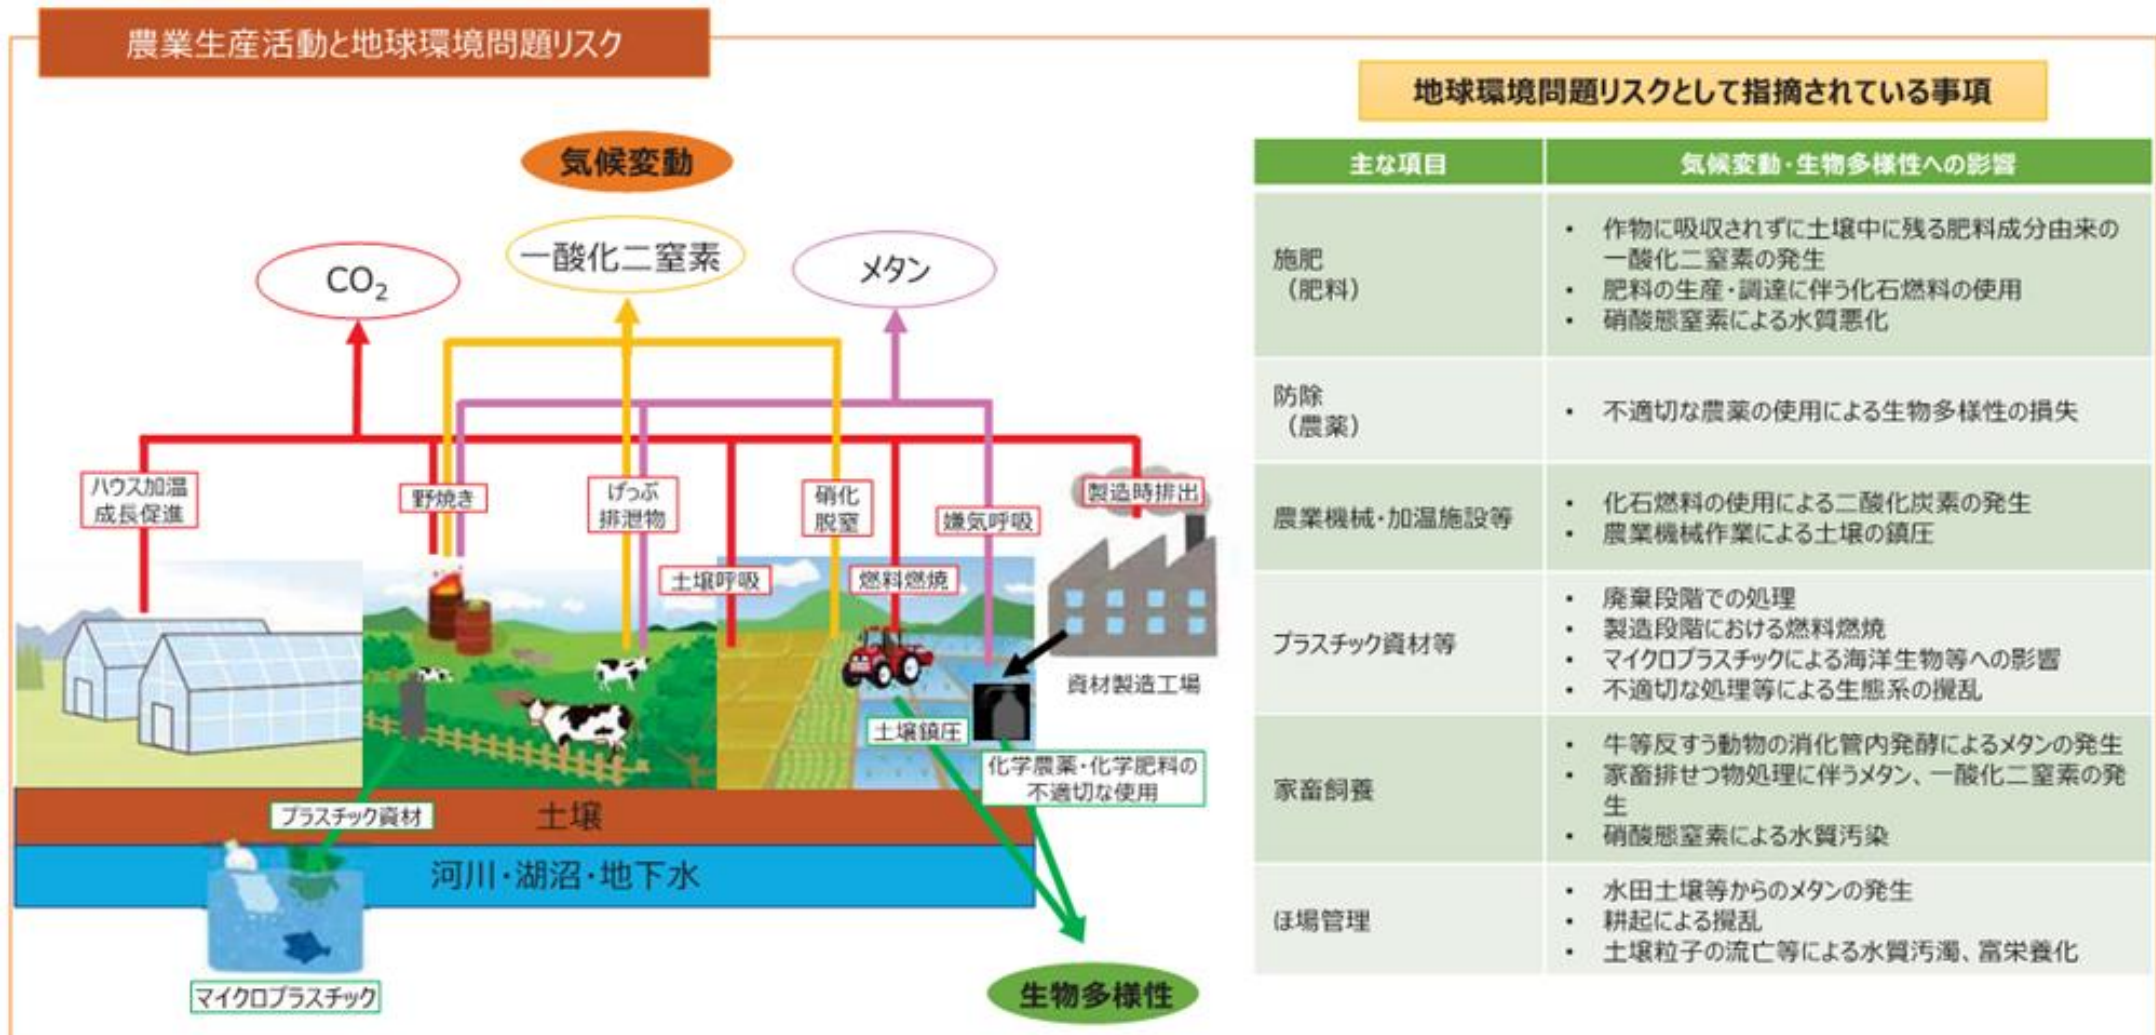 農業生産活動と地球環境問題リスク
気候変動
CO₂
一酸化二窒素
メタン
ハウス加温
成長促進
野焼き
げっぷ
排泄物
硝化
脱窒
嫌気呼吸
製造時排出
土壌呼吸
燃料燃焼
資材製造工場
土壌鎮圧
化学農薬・化学肥料の
不適切な使用
プラスチック資材
土壌
河川・湖沼・地下水
マイクロプラスチック
生物多様性
地球環境問題リスクとして指摘されている事項
主な項目
気候変動・生物多様性への影響
施肥
（肥料）
• 作物に吸収されずに土壌中に残る肥料成分由来の
一酸化二窒素の発生
• 肥料の生産・調達に伴う化石燃料の使用
• 硝酸態窒素による水質悪化
防除
（農薬）
• 不適切な農薬の使用による生物多様性の損失
農業機械・加温施設等
• 化石燃料の使用による二酸化炭素の発生
• 農業機械作業による土壌の鎮圧
プラスチック資材等
• 廃棄段階での処理
• 製造段階における燃料燃焼
• マイクロプラスチックによる海洋生物等への影響
• 不適切な処理等による生態系の攪乱
家畜飼養
• 牛等反すう動物の消化管内発酵によるメタンの発生
• 家畜排せつ物処理に伴うメタン、一酸化二窒素の発
生
• 硝酸態窒素による水質汚染
ほ場管理
• 水田土壌等からのメタンの発生
• 耕起による攪乱
• 土壌粒子の流亡等による水質汚濁、富栄養化